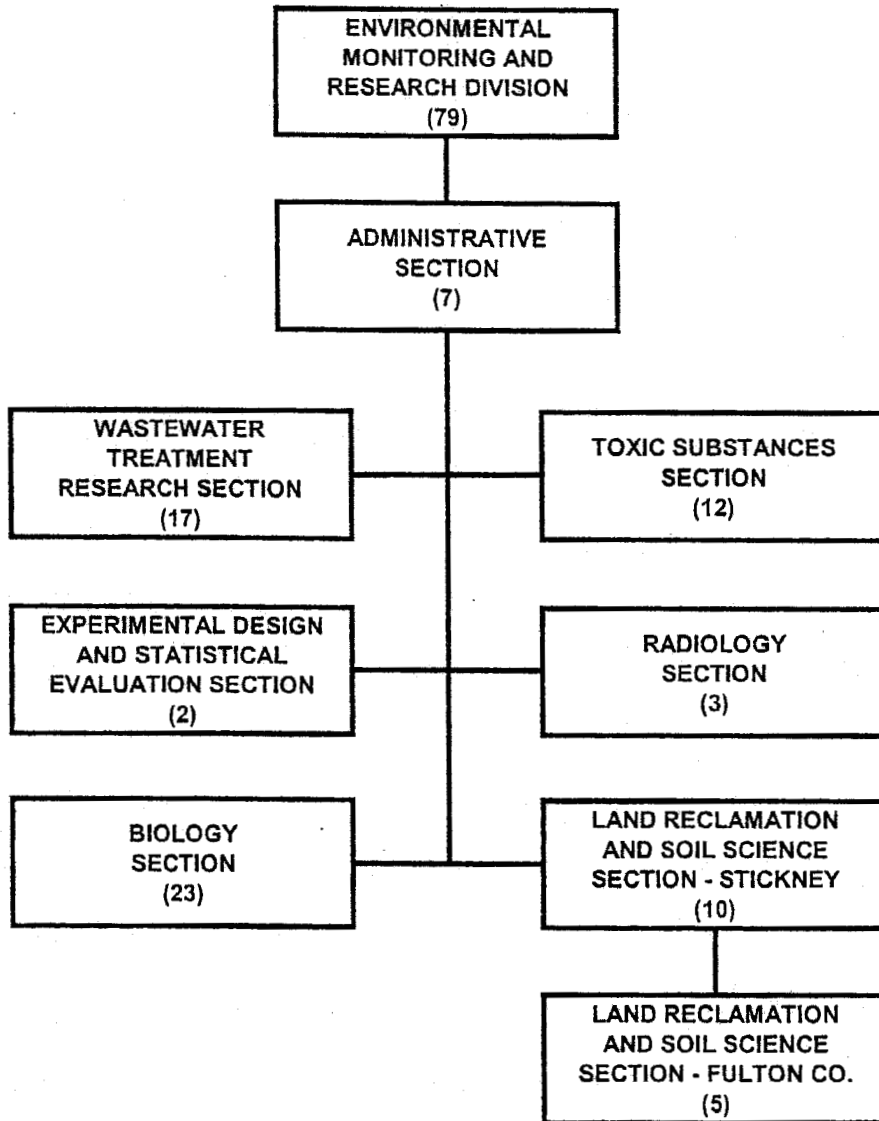 ENVIRONMENTAL
MONITORING AND
RESEARCH DIVISION
(79)
ADMINISTRATIVE
SECTION
(7)
WASTEWATER
TREATMENT
RESEARCH SECTION
(17)
TOXIC SUBSTANCES
SECTION
(12)
EXPERIMENTAL DESIGN
AND STATISTICAL
EVALUATION SECTION
(2)
RADIOLOGY
SECTION
(3)
BIOLOGY
SECTION
(23)
LAND RECLAMATION
AND SOIL SCIENCE
SECTION - STICKNEY
(10)
LAND RECLAMATION
AND SOIL SCIENCE
SECTION - FULTON CO.
(5)